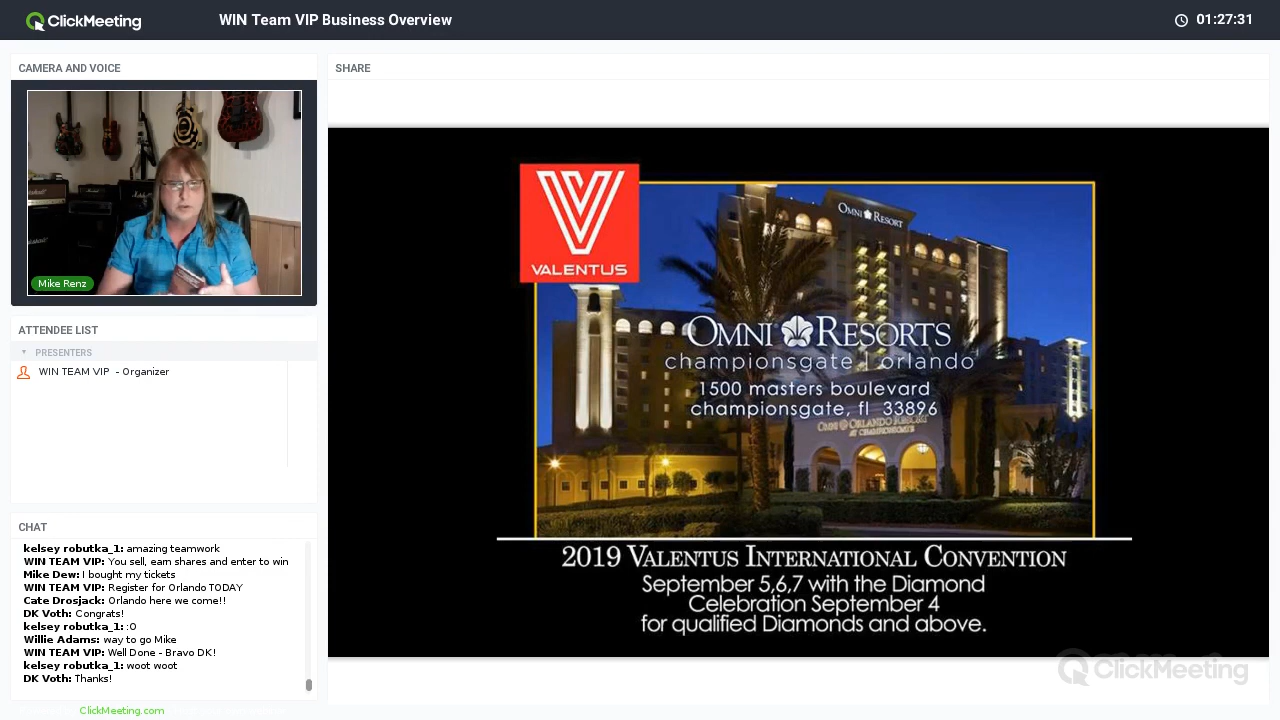 ClickMeeting
WIN Team VIP Business Overview
01:27:31
CAMERA AND VOICE
Mike Renz
ATTENDEE LIST
PRESENTERS
WIN TEAM VIP - Organizer
CHAT
kelsey robutka_1: amazing teamwork
WIN TEAM VIP: You sell, earn shares and enter to win
Mike Dew: I bought my tickets
WIN TEAM VIP: Register for Orlando TODAY
Cate Drosjack: Orlando here we come!!
DK Voth: Congrats!
kelsey robutka_1: :O
Willie Adams: way to go Mike
WIN TEAM VIP: Well Done - Bravo DK!
kelsey robutka_1: woot woot
DK Voth: Thanks!
ClickMeeting.com
SHARE
VALENTUS
OMNI RESORT
OMNI RESORTS
championsgate | orlando
1500 masters boulevard
championsgate, fl 33896
OMNI ORLANDO RESORT
AT CHAMPIONSGATE
2019 VALENTUS INTERNATIONAL CONVENTION
September 5,6,7 with the Diamond
Celebration September 4
for qualified Diamonds and above.
ClickMeeting